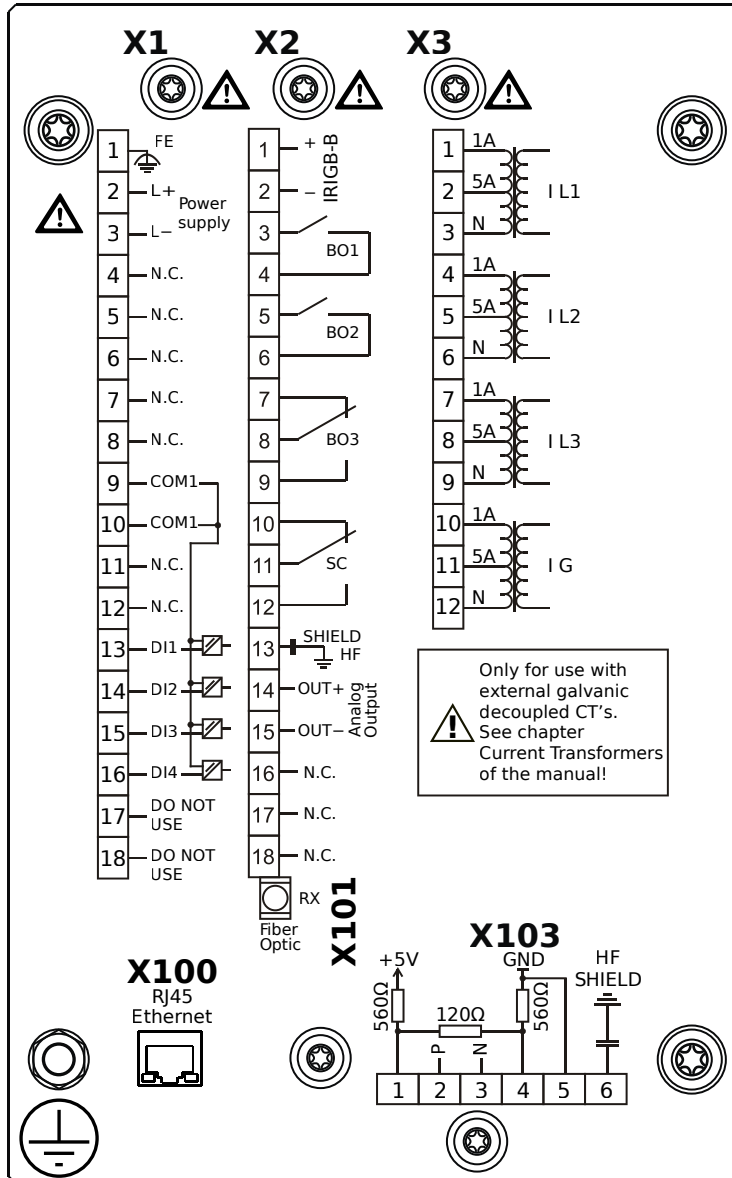 X1
X2
X3
1 FE
2 L+
Power
supply
3 L−
4 N.C.
5 N.C.
6 N.C.
7 N.C.
8 N.C.
9 COM1
10 COM1
11 N.C.
12 N.C.
13 DI1
14 DI2
15 DI3
16 DI4
17 DO NOT
USE
18 DO NOT
USE
1 +
IRIGB-B
2 −
3
BO1
4
5
BO2
6
7
8 BO3
9
10
11 SC
12
13 SHIELD
HF
14 OUT+
Analog
Output
15 OUT−
16 N.C.
17 N.C.
18 N.C.
RX
Fiber
Optic
X101
1 1A
2 5A I L1
3 N
4 1A
5 5A I L2
6 N
7 1A
8 5A I L3
9 N
10 1A
11 5A I G
12 N
Only for use with
external galvanic
decoupled CT's.
See chapter
Current Transformers
of the manual!
X100
RJ45
Ethernet
X103
+5V
GND
HF
SHIELD
560Ω
120Ω
560Ω
P
N
1 2 3 4 5 6